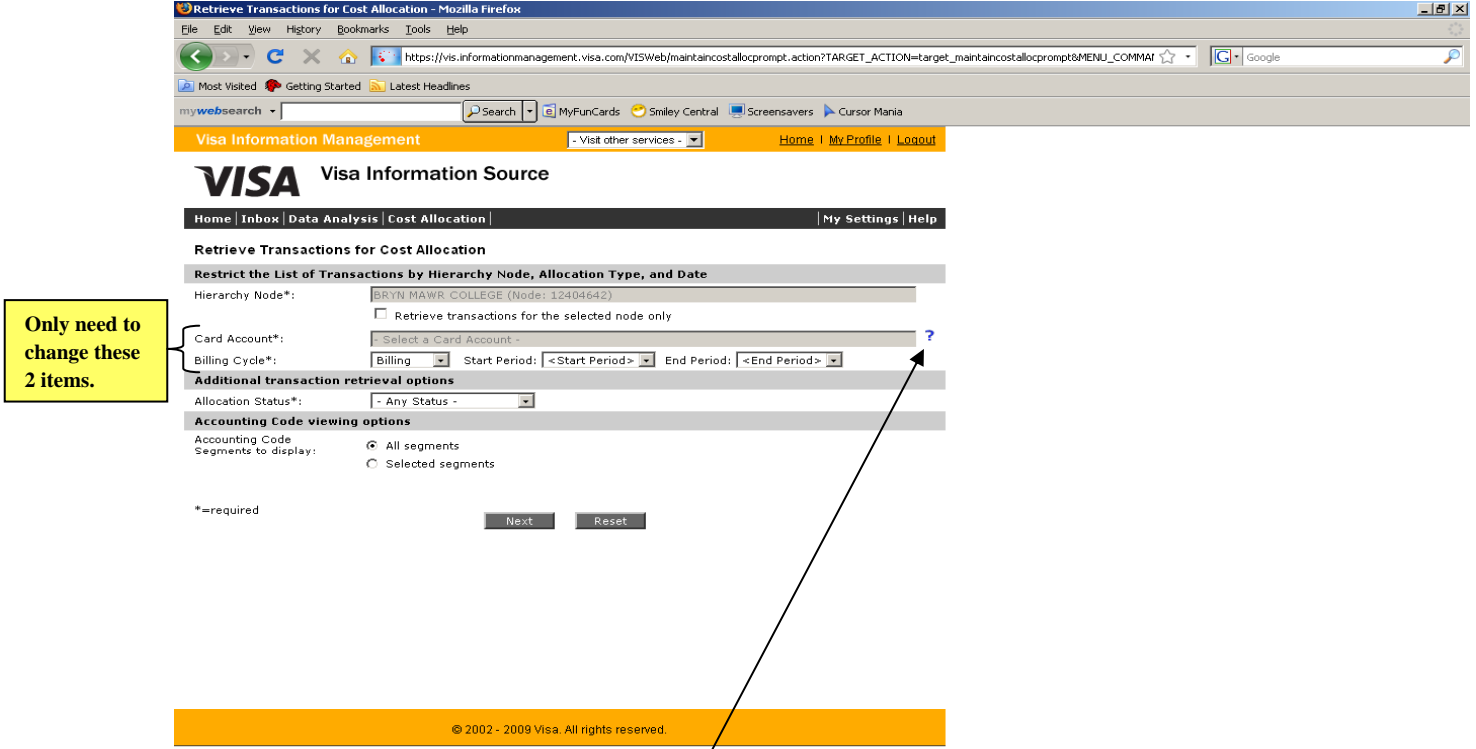 Retrieve Transactions for Cost Allocation - Mozilla Firefox
File Edit View History Bookmarks Tools Help
https://vis.informationmanagement.visa.com/VISWeb/maintaincostallocprompt.action?TARGET_ACTION=target_maintaincostallocprompt&MENU_COMMAN G Google
Most Visited Getting Started Latest Headlines
mywebsearch Search MyFunCards Smiley Central Screensavers Cursor Mania
Visa Information Management - Visit other services - Home | My Profile | Logout
VISA Visa Information Source
Home | Inbox | Data Analysis | Cost Allocation | | My Settings | Help
Retrieve Transactions for Cost Allocation
Restrict the List of Transactions by Hierarchy Node, Allocation Type, and Date
Hierarchy Node*: BRYN MAWR COLLEGE (Node: 12404642)
Retrieve transactions for the selected node only
Only need to
change these
2 items.
Card Account*: - Select a Card Account - ?
Billing Cycle*: Billing Start Period: <Start Period> End Period: <End Period>
Additional transaction retrieval options
Allocation Status*: - Any Status -
Accounting Code viewing options
Accounting Code
Segments to display:
All segments
Selected segments
*=required
Next Reset
© 2002 - 2009 Visa. All rights reserved.